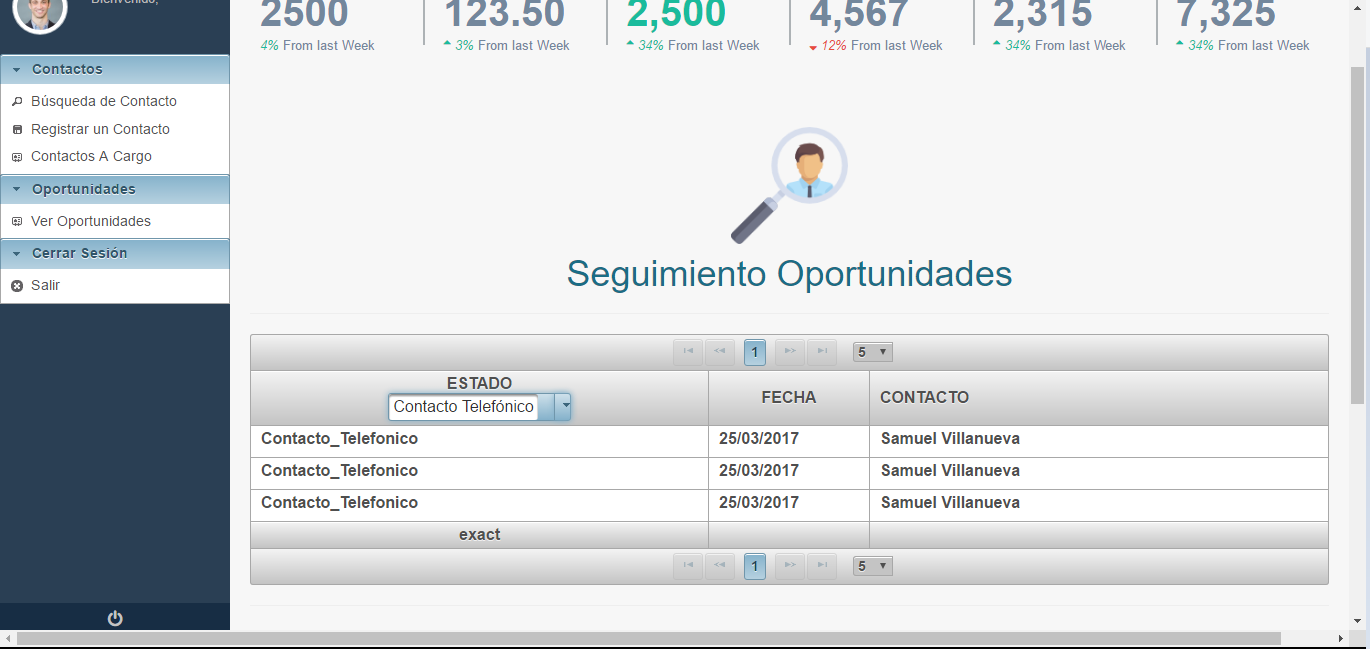 Bienvenido,
2500
4% From last Week
123.50
3% From last Week
2,500
34% From last Week
4,567
12% From last Week
2,315
34% From last Week
7,325
34% From last Week
Contactos
Búsqueda de Contacto
Registrar un Contacto
Contactos A Cargo
Oportunidades
Ver Oportunidades
Cerrar Sesión
Salir
Seguimiento Oportunidades
1 5
ESTADO FECHA CONTACTO
Contacto Telefónico
Contacto_Telefonico 25/03/2017 Samuel Villanueva
Contacto_Telefonico 25/03/2017 Samuel Villanueva
Contacto_Telefonico 25/03/2017 Samuel Villanueva
exact
1 5